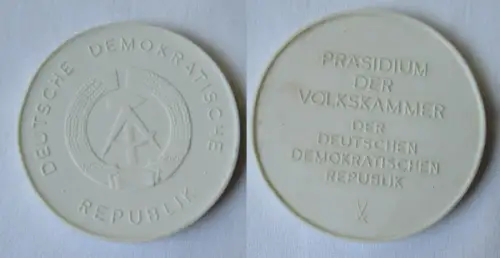 DEUTSCHE DEMOKRATISCHE
REPUBLIK
PRÄSIDIUM
DER
VOLKSKAMMER
DER
DEUTSCHEN
DEMOKRATISCHEN
REPUBLIK